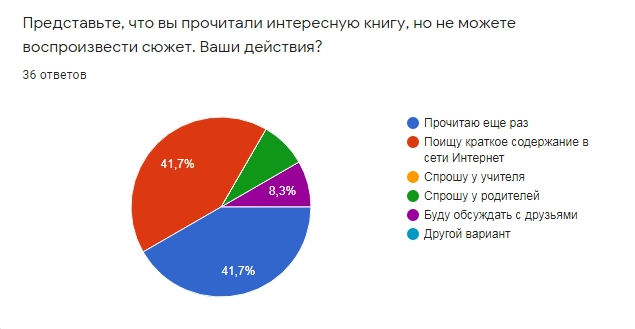 Представьте, что вы прочитали интересную книгу, но не можете
воспроизвести сюжет. Ваши действия?
36 ответов
41,7%
8,3%
41,7%
Прочитаю еще раз
Поищу краткое содержание в
сети Интернет
Спрошу у учителя
Спрошу у родителей
Буду обсуждать с друзьями
Другой вариант